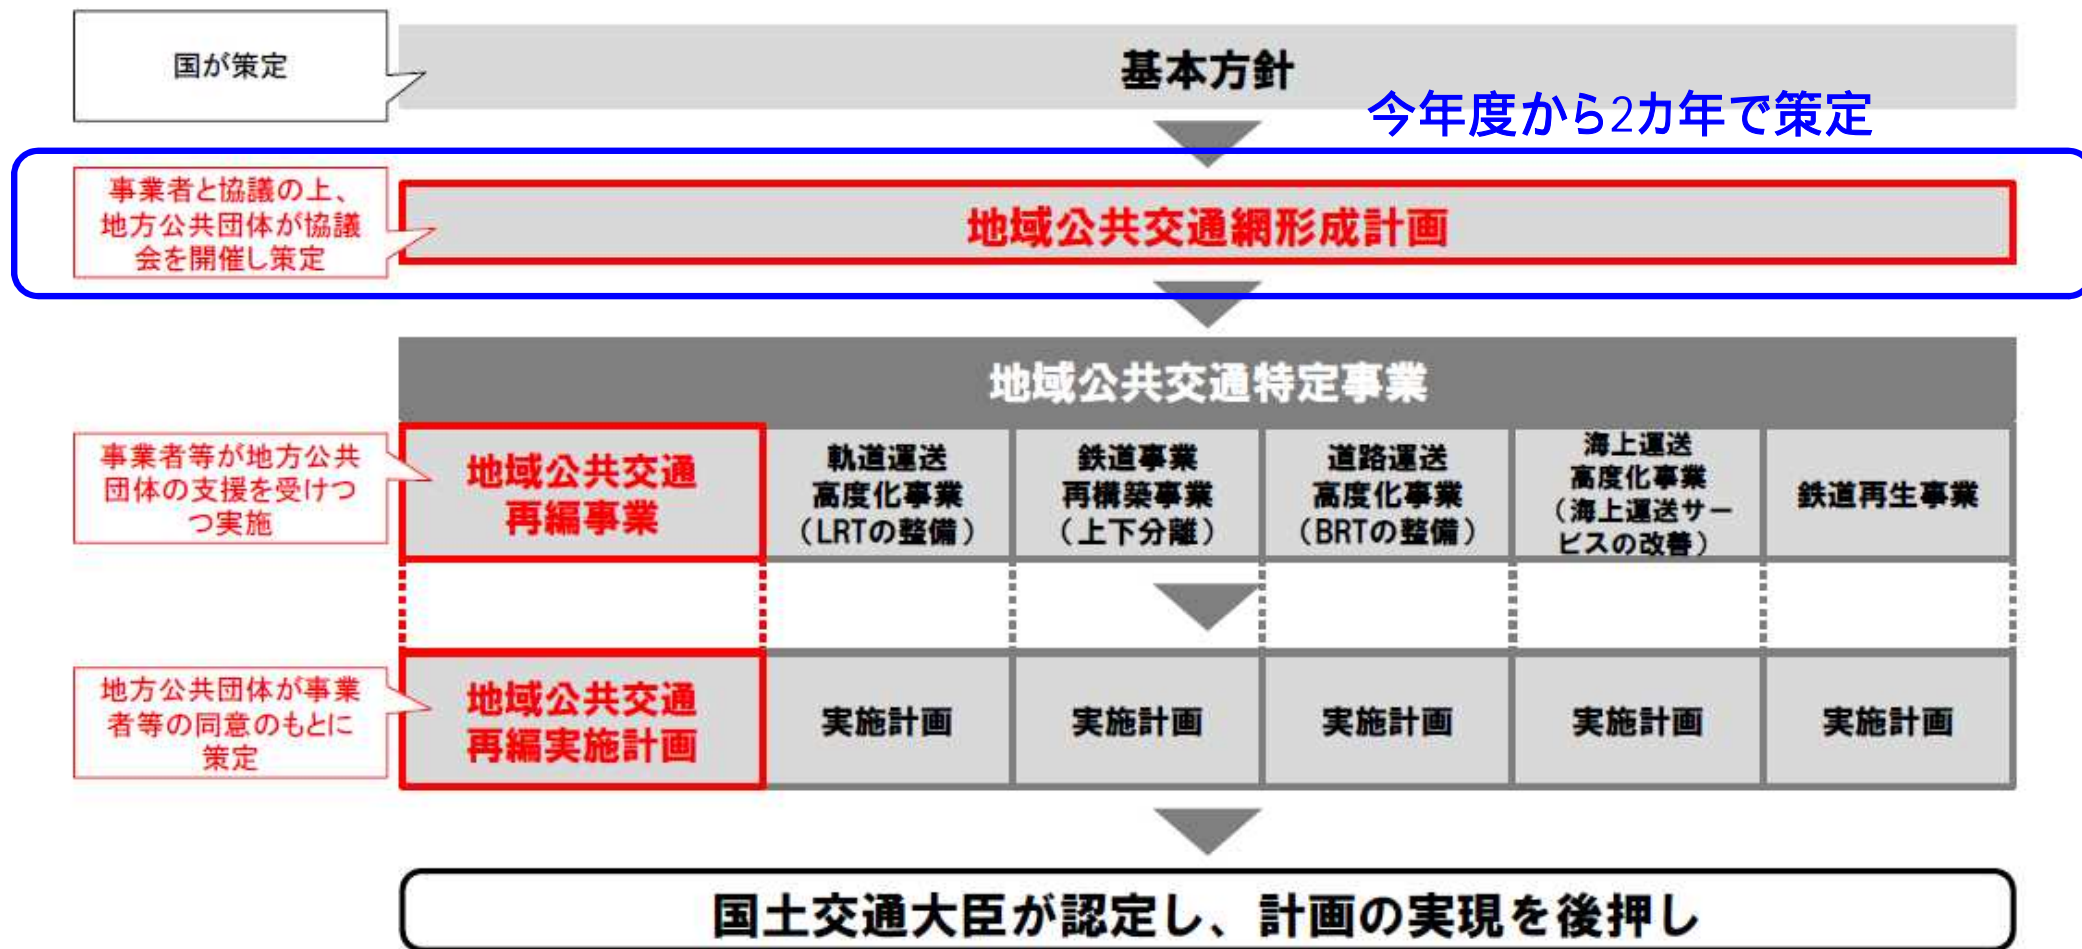 国が策定
基本方針
今年度から2カ年で策定
事業者と協議の上、
地方公共団体が協議
会を開催し策定
地域公共交通網形成計画
地域公共交通特定事業
事業者等が地方公共
団体の支援を受けつ
つ実施
地域公共交通
再編事業
軌道運送
高度化事業
（LRTの整備）
鉄道事業
再構築事業
（上下分離）
道路運送
高度化事業
（BRTの整備）
海上運送
高度化事業
（海上運送サー
ビスの改善）
鉄道再生事業
地方公共団体が事業
者等の同意のもとに
策定
地域公共交通
再編実施計画
実施計画
実施計画
実施計画
実施計画
実施計画
国土交通大臣が認定し、計画の実現を後押し